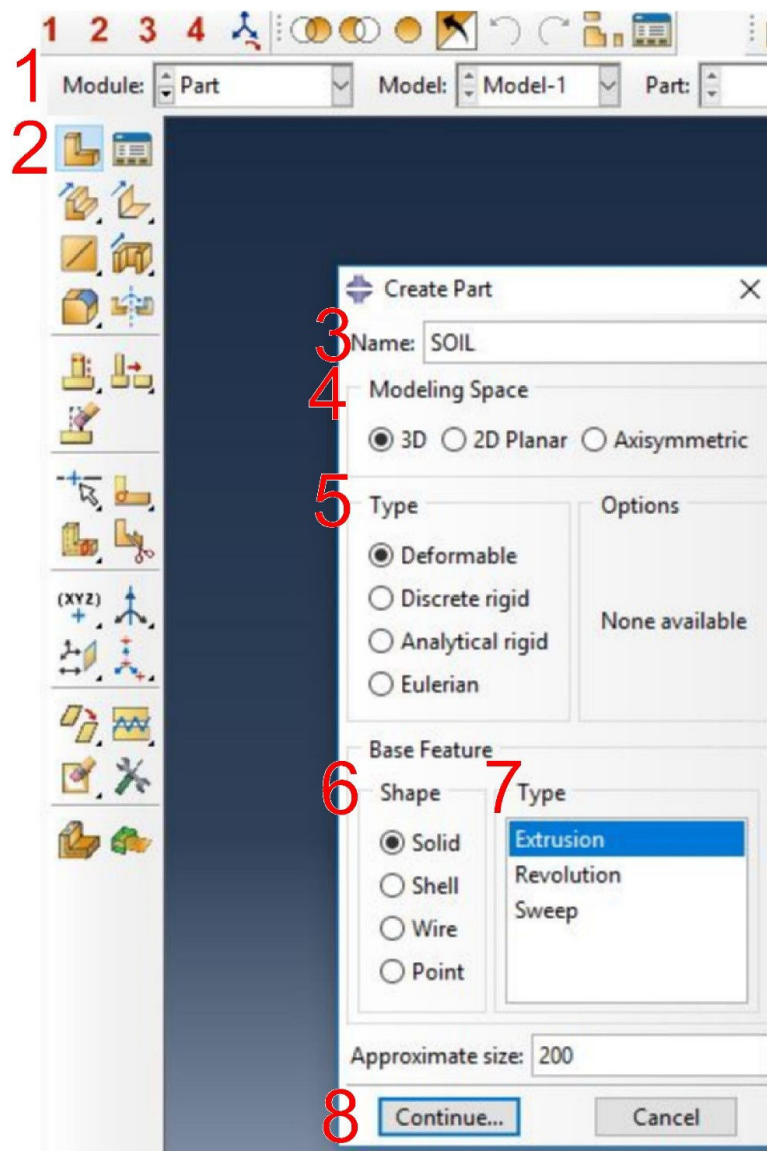 1 2 3 4
1 Module: Part Model: Model-1 Part:
2
Create Part
3 Name: SOIL
4 Modeling Space
3D 2D Planar Axisymmetric
5 Type Options
Deformable
Discrete rigid
None available
Analytical rigid
Eulerian
(XYZ)
Base Feature
6 Shape 7 Type
Solid Extrusion
Shell Revolution
Wire Sweep
Point
Approximate size: 200
8 Continue... Cancel